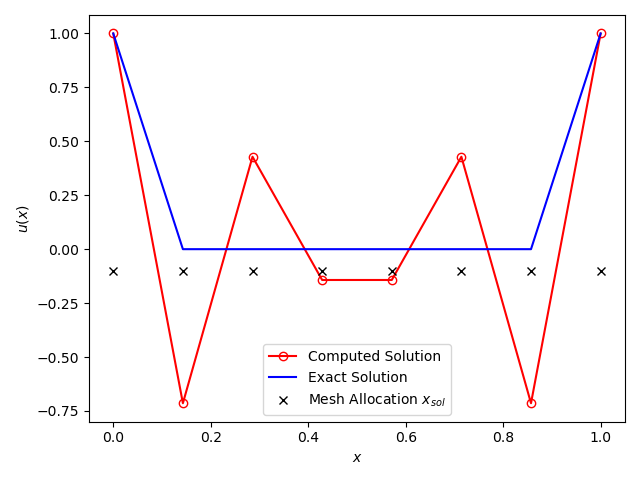 1.00
0.75
0.50
0.25
0.00
−0.25
−0.50
−0.75
u(x)
0.0 0.2 0.4 0.6 0.8 1.0
x
Computed Solution
Exact Solution
Mesh Allocation x_sol